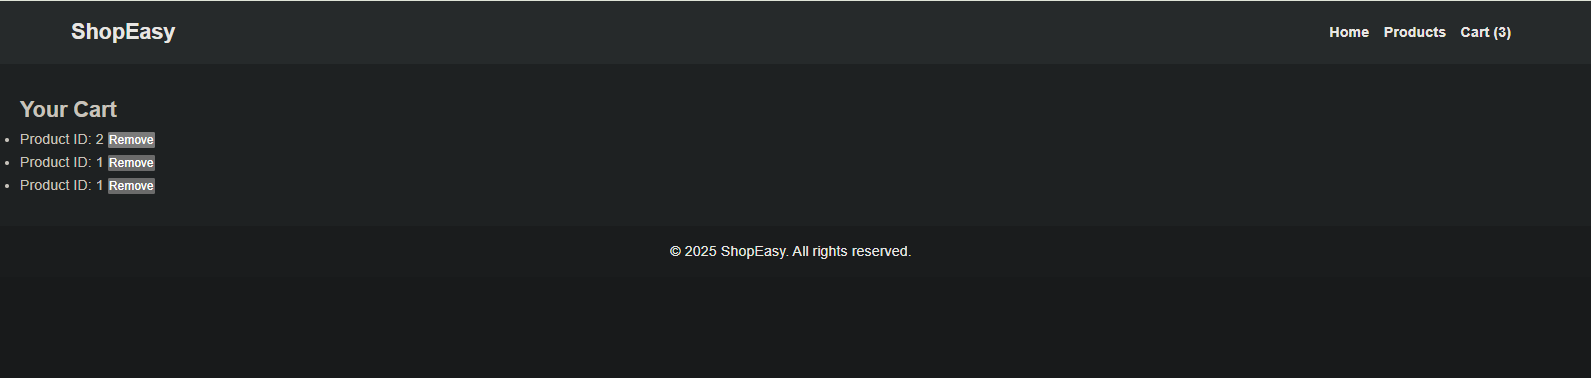 ShopEasy
Home Products Cart (3)
Your Cart
Product ID: 2 Remove
Product ID: 1 Remove
Product ID: 1 Remove
© 2025 ShopEasy. All rights reserved.